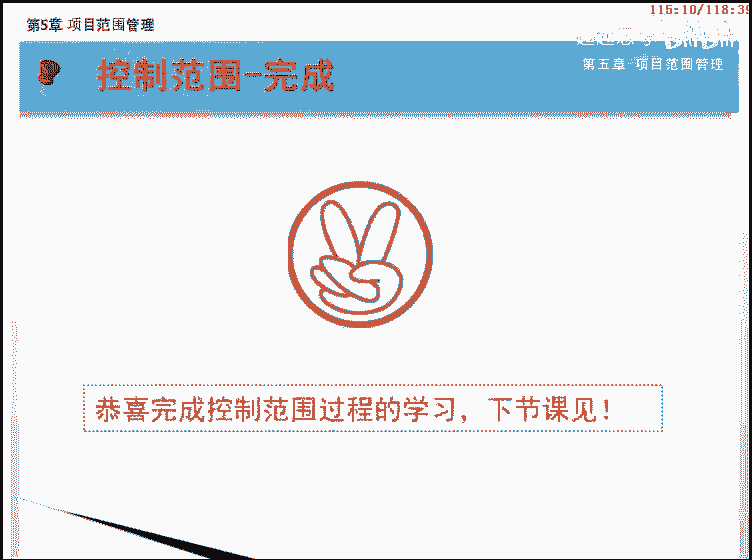 115:10/118:39
第5章 项目范围管理
控制范围-完成
第五章-项目范围管理
恭喜完成控制范围过程的学习，下节课见！